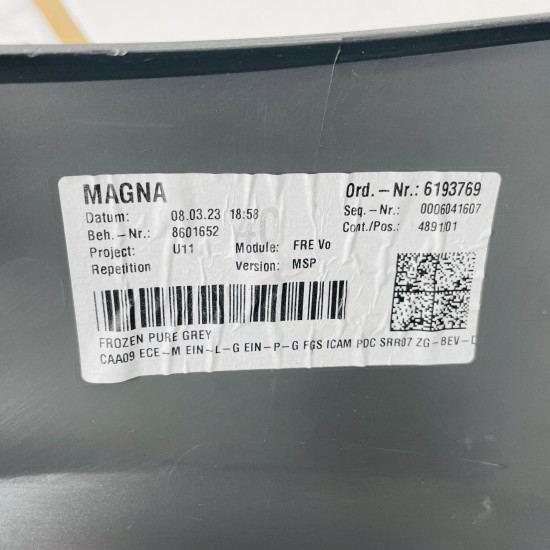 MAGNA
Ord.-Nr.: 6193769
Datum: 08.03.23 18:58
Seq.-Nr.: 0006041607
Beh.-Nr.: 8601652
Cont./Pos.: 4891/01
Project: U11 Module: FRE Vo
Repetition Version: MSP
FROZEN PURE GREY
CAA09 ECE-M EIN-L-G EIN-P-G FGS ICAM PDC SRR07 ZG-BEV-